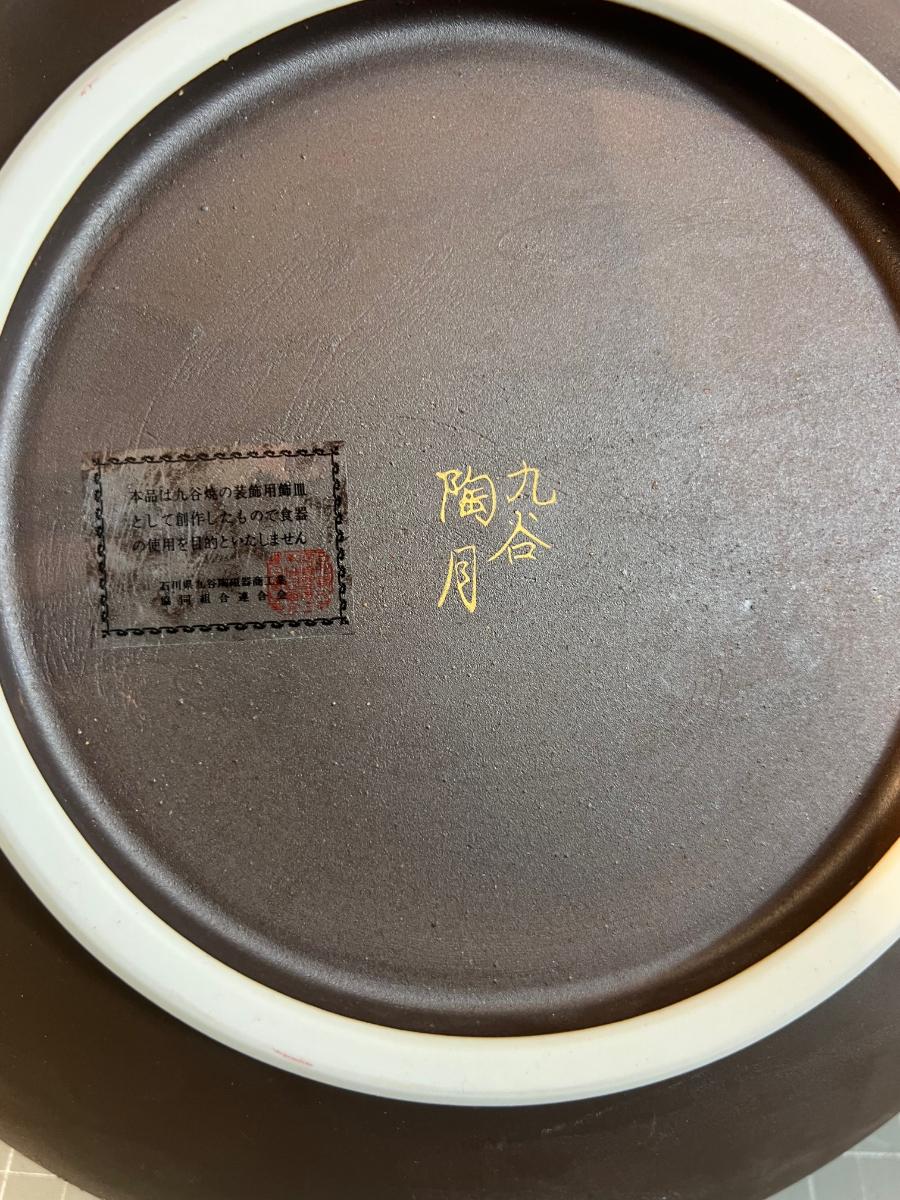 本品は九谷焼の装飾用飾皿
として創作したもので食器
の使用を目的といたしません
石川県九谷陶磁器商工業
協同組合連合会
九谷
陶月